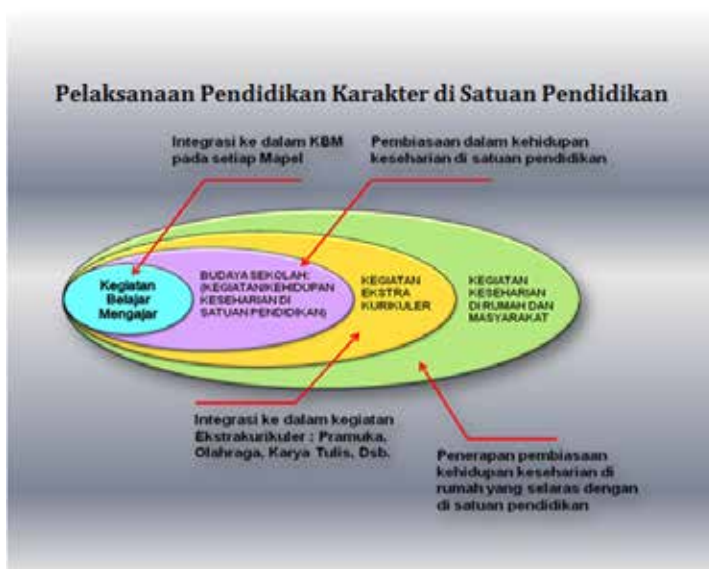 Pelaksanaan Pendidikan Karakter di Satuan Pendidikan
Integrasi ke dalam KBM
pada setiap Mapel
Pembiasaan dalam kehidupan
keseharian di satuan pendidikan
Kegiatan
Belajar
Mengajar
BUDAYA SEKOLAH:
(KEGIATAN/KEHIDUPAN
KESEHARIAN DI
SATUAN PENDIDIKAN)
KEGIATAN
EKSTRA
KURIKULER
KEGIATAN
KESEHARIAN
DI RUMAH DAN
MASYARAKAT
Integrasi ke dalam kegiatan
Ekstrakurikuler : Pramuka,
Olahraga, Karya Tulis, Dsb.
Penerapan pembiasaan
kehidupan keseharian di
rumah yang selaras dengan
di satuan pendidikan